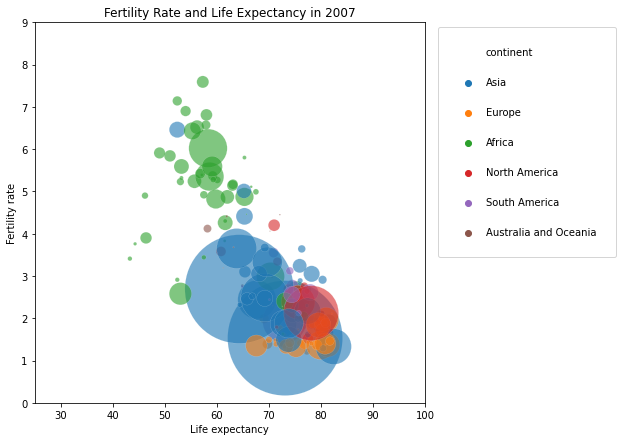 Fertility Rate and Life Expectancy in 2007
9
8
7
6
5
4
3
2
1
0
Fertility rate
30 40 50 60 70 80 90 100
Life expectancy
continent
Asia
Europe
Africa
North America
South America
Australia and Oceania